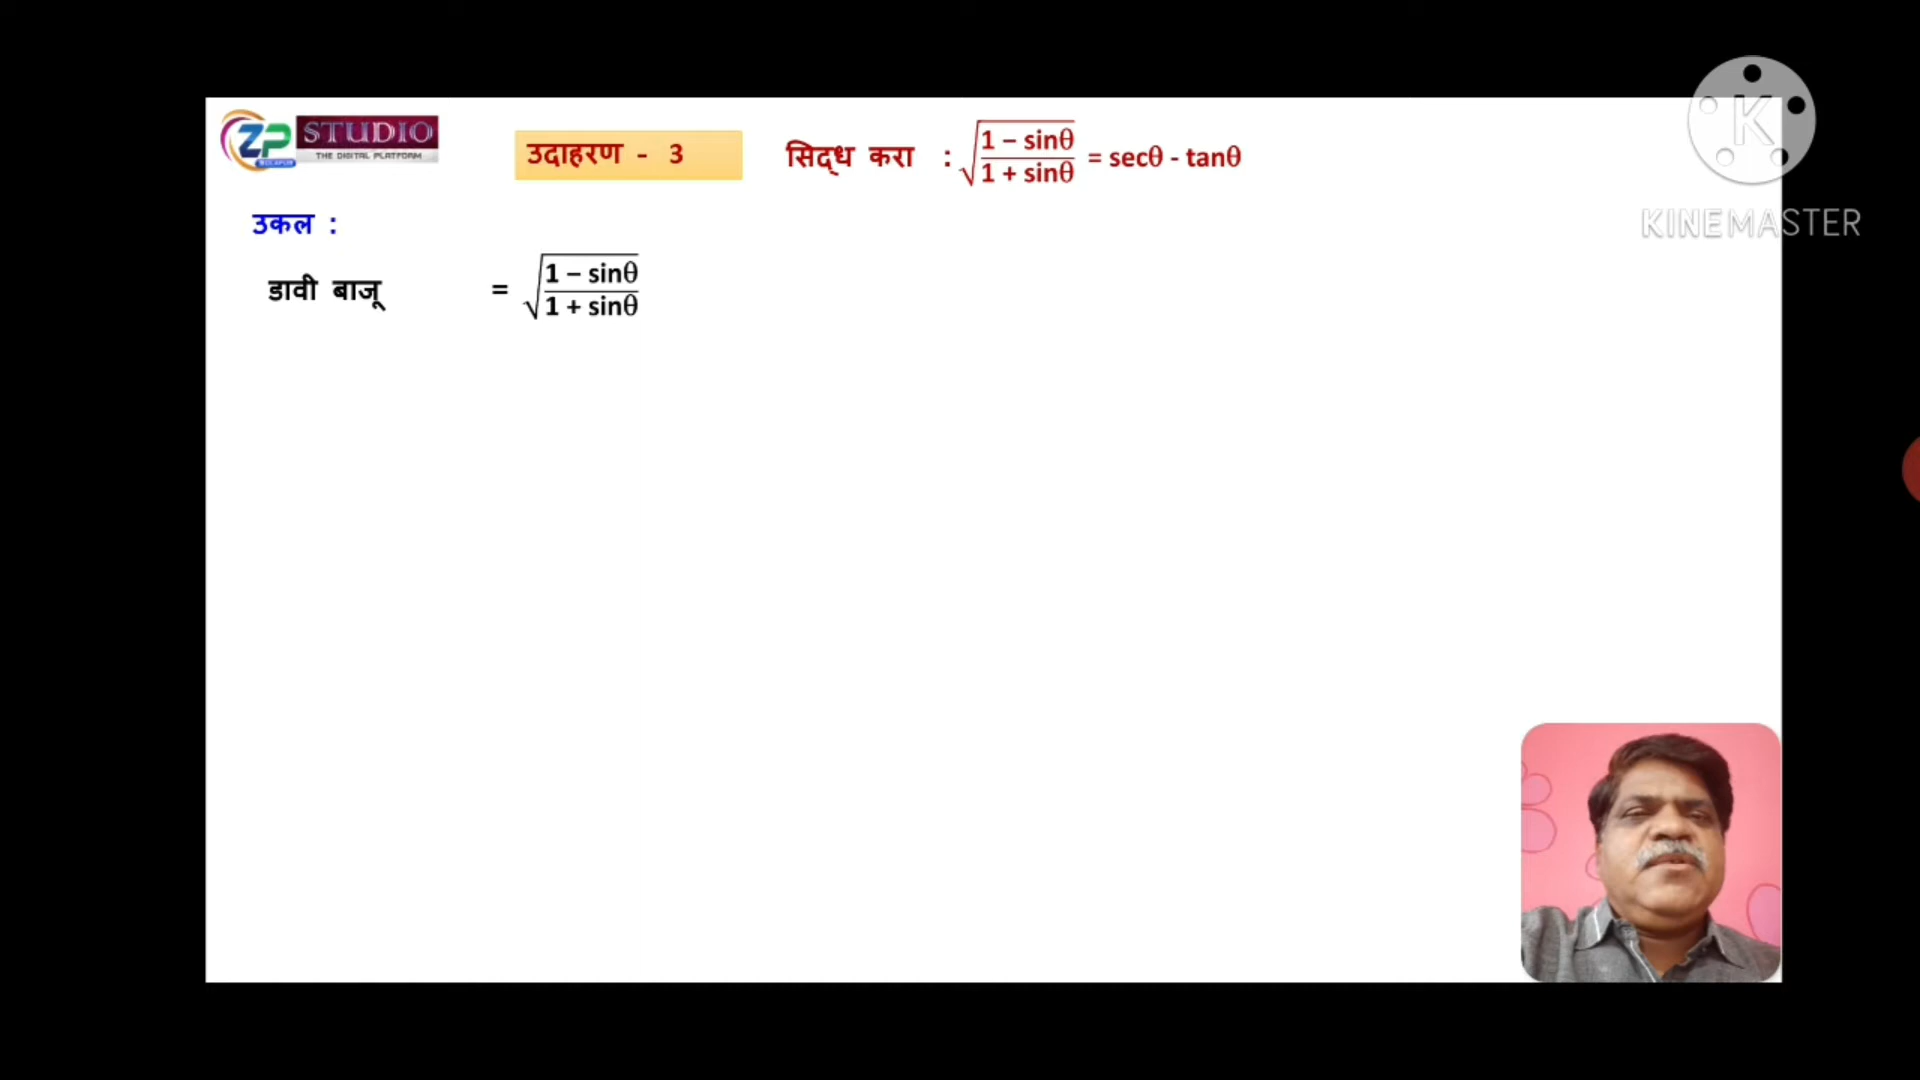 ZP STUDIO
SOLAPUR THE DIGITAL PLATFORM
उदाहरण - 3 सिद्ध करा : √((1 – sinθ)/(1 + sinθ)) = secθ - tanθ
K
KINEMASTER
उकल :
डावी बाजू = √((1 – sinθ)/(1 + sinθ))